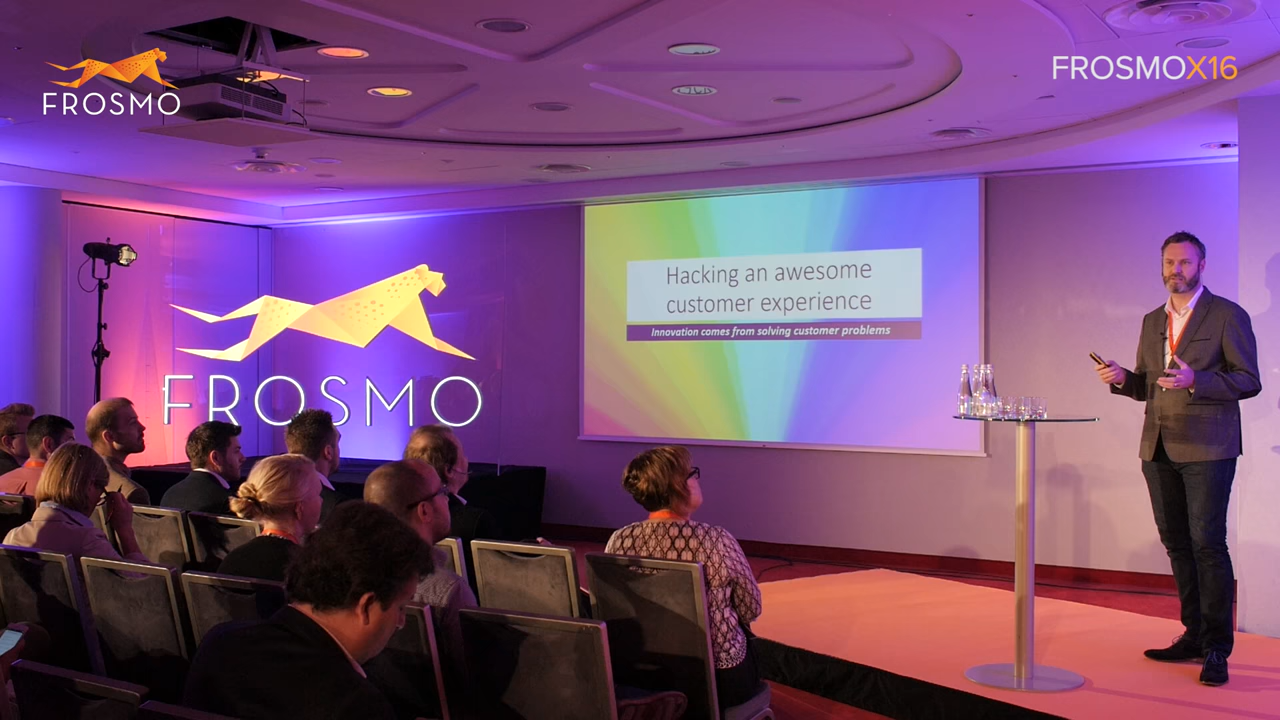 FROSMO
FROSMOX16
Hacking an awesome
customer experience
Innovation comes from solving customer problems
FROSMO